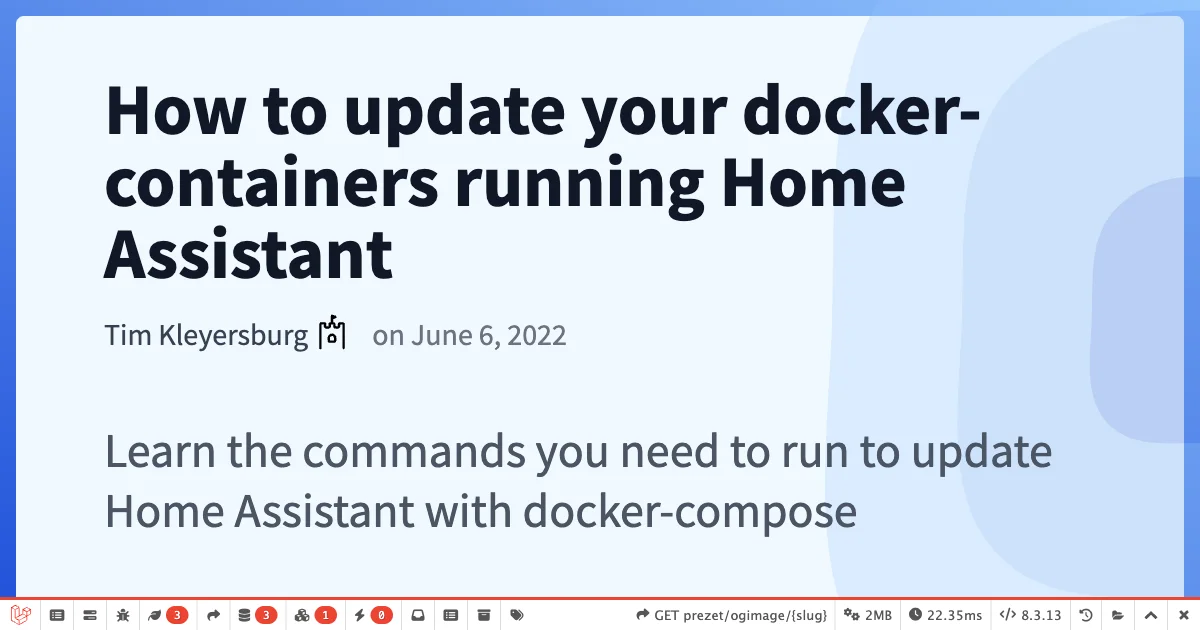 How to update your docker-
containers running Home
Assistant
Tim Kleyersburg on June 6, 2022
Learn the commands you need to run to update
Home Assistant with docker-compose
3 3 1 0 GET prezet/ogimage/{slug} 2MB 22.35ms </> 8.3.13